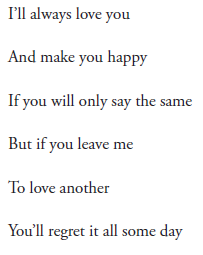 I'll always love you
And make you happy
If you will only say the same
But if you leave me
To love another
You'll regret it all some day